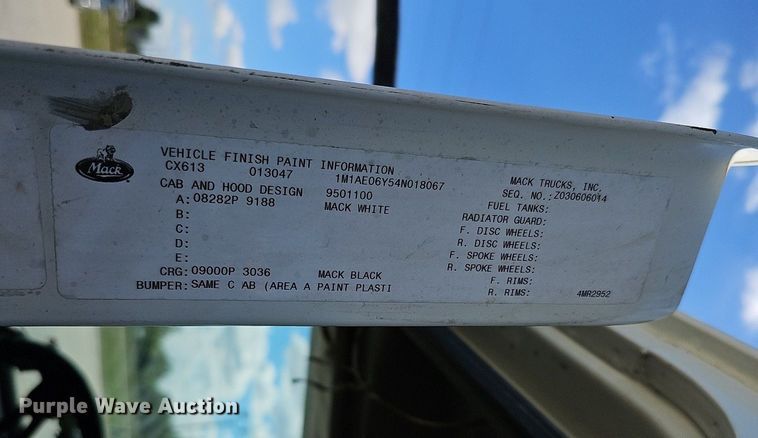 Mack
VEHICLE FINISH PAINT INFORMATION
MACK TRUCKS, INC.
CX613 013047 1M1AE06Y54N018067
SEQ. NO.: Z030606014
CAB AND HOOD DESIGN 9501100
FUEL TANKS:
A: 08282P 9188 MACK WHITE
RADIATOR GUARD:
B:
F. DISC WHEELS:
C:
R. DISC WHEELS:
D:
F. SPOKE WHEELS:
E:
R. SPOKE WHEELS:
CRG: 09000P 3036 MACK BLACK
F. RIMS:
BUMPER: SAME C AB (AREA A PAINT PLASTI
R. RIMS:
4MR2952
Purple Wave Auction